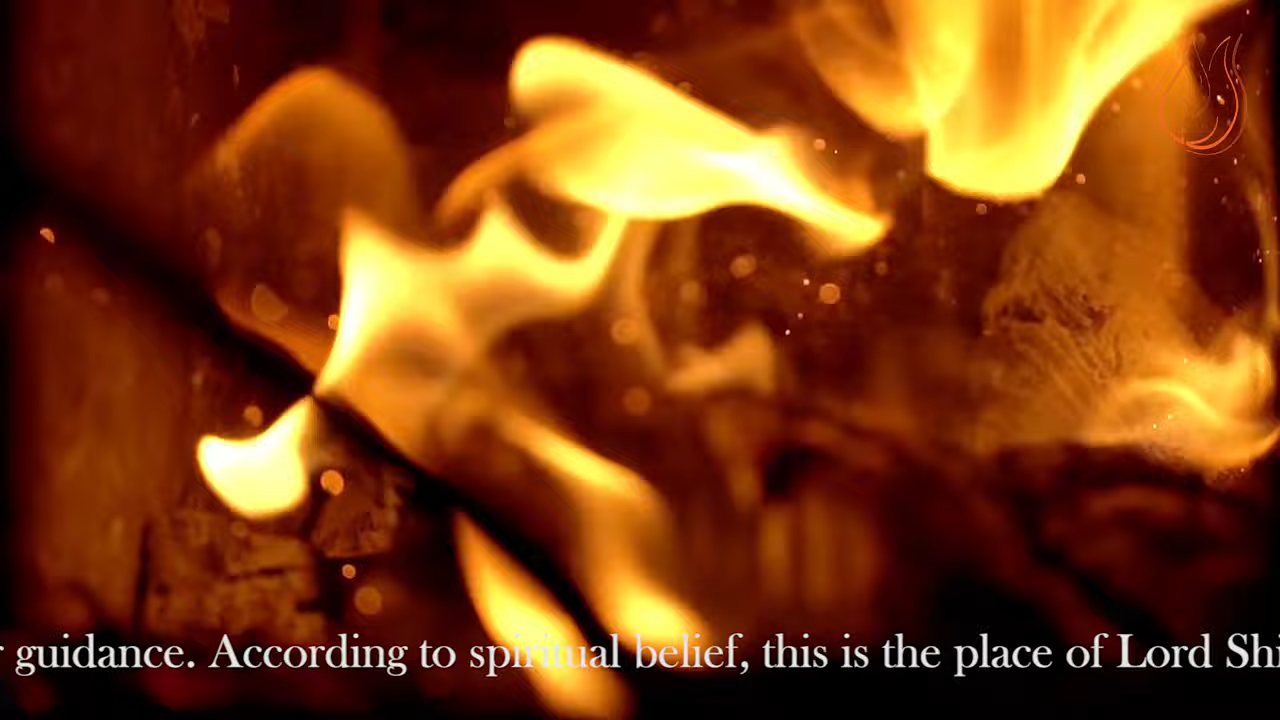 guidance. According to spiritual belief, this is the place of Lord